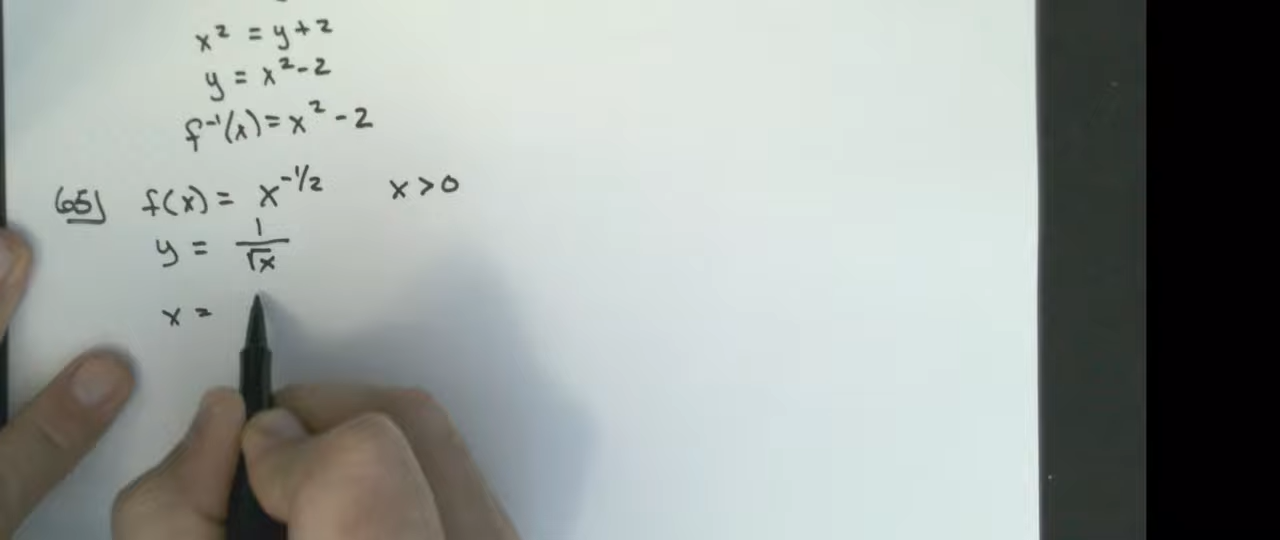 x² = y+2
y = x²-2
f⁻¹(x) = x² - 2
65) f(x) = x^{-1/2} x > 0
y = 1/√x
x =